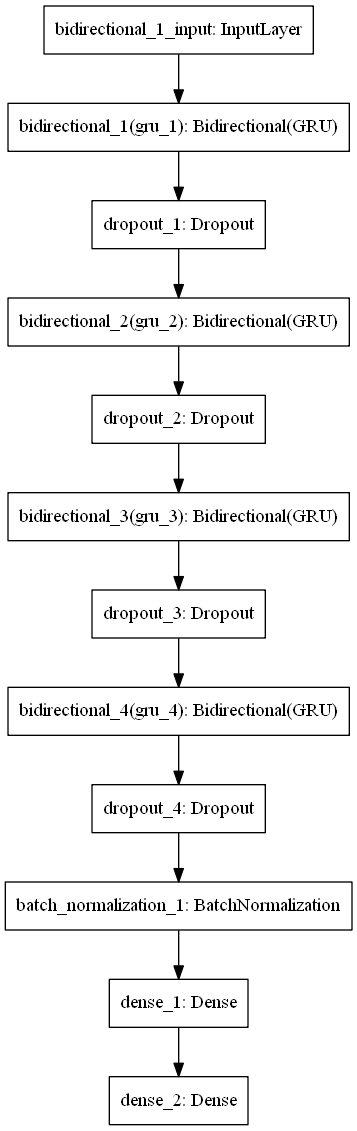 bidirectional_1_input: InputLayer
bidirectional_1(gru_1): Bidirectional(GRU)
dropout_1: Dropout
bidirectional_2(gru_2): Bidirectional(GRU)
dropout_2: Dropout
bidirectional_3(gru_3): Bidirectional(GRU)
dropout_3: Dropout
bidirectional_4(gru_4): Bidirectional(GRU)
dropout_4: Dropout
batch_normalization_1: BatchNormalization
dense_1: Dense
dense_2: Dense